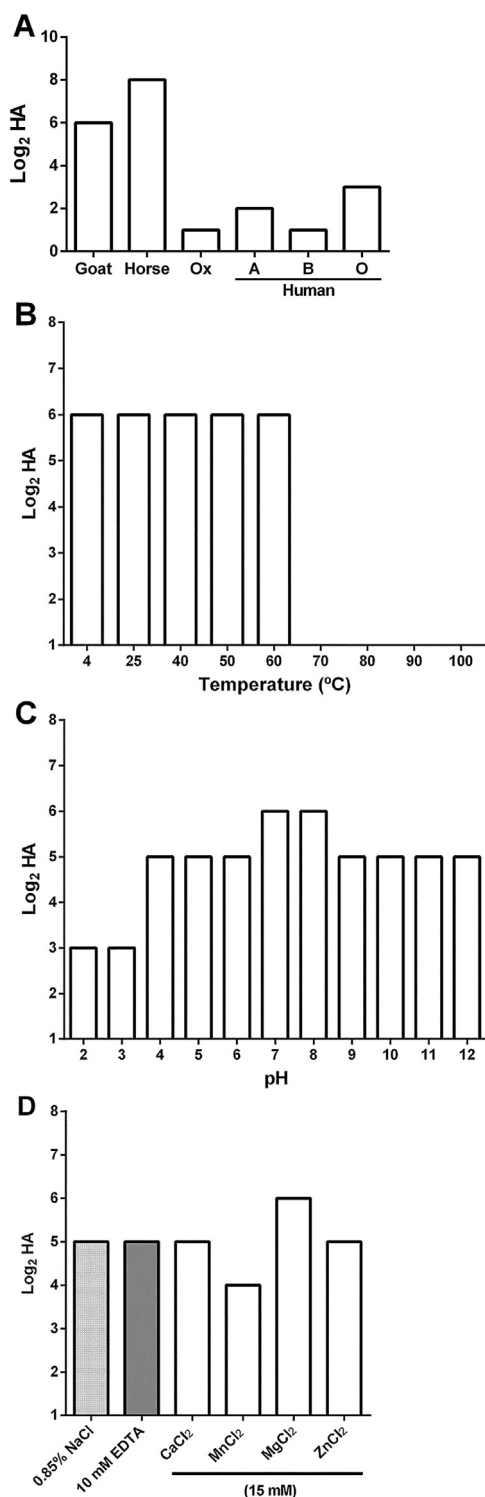 A
Log₂ HA
10
8
6
4
2
0
Goat Horse Ox A B O
Human
B
Log₂ HA
8
7
6
5
4
3
2
1
4 25 40 50 60 70 80 90 100
Temperature (ºC)
C
Log₂ HA
8
7
6
5
4
3
2
1
2 3 4 5 6 7 8 9 10 11 12
pH
D
Log₂ HA
8
7
6
5
4
3
2
1
0.85% NaCl 10 mM EDTA CaCl₂ MnCl₂ MgCl₂ ZnCl₂
(15 mM)